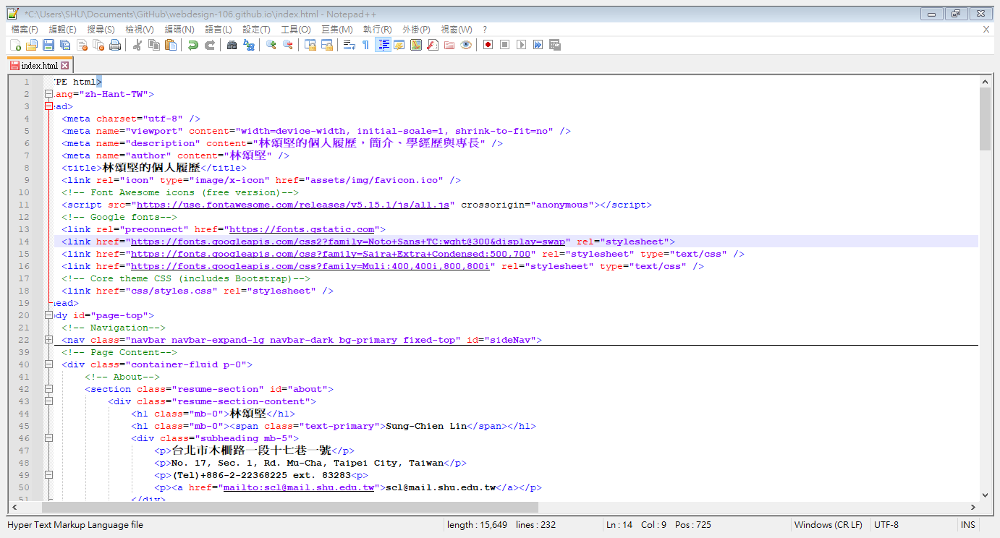 *C:\Users\SHU\Documents\GitHub\webdesign-106.github.io\index.html - Notepad++
檔案(F) 編輯(E) 搜尋(S) 檢視(V) 編碼(N) 語言(L) 設定(T) 工具(O) 巨集(M) 執行(R) 外掛(P) 視窗(W) ? X
index.html
1 PE html>
2 ang="zh-Hant-TW">
3 ad>
4 <meta charset="utf-8" />
5 <meta name="viewport" content="width=device-width, initial-scale=1, shrink-to-fit=no" />
6 <meta name="description" content="林頌堅的個人履歷，簡介、學經歷與專長" />
7 <meta name="author" content="林頌堅" />
8 <title>林頌堅的個人履歷</title>
9 <link rel="icon" type="image/x-icon" href="assets/img/favicon.ico" />
10 <!-- Font Awesome icons (free version)-->
11 <script src="https://use.fontawesome.com/releases/v5.15.1/js/all.js" crossorigin="anonymous"></script>
12 <!-- Google fonts-->
13 <link rel="preconnect" href="https://fonts.gstatic.com">
14 <link href="https://fonts.googleapis.com/css2?family=Noto+Sans+TC:wght@300&display=swap" rel="stylesheet">
15 <link href="https://fonts.googleapis.com/css?family=Saira+Extra+Condensed:500,700" rel="stylesheet" type="text/css" />
16 <link href="https://fonts.googleapis.com/css?family=Muli:400,400i,800,800i" rel="stylesheet" type="text/css" />
17 <!-- Core theme CSS (includes Bootstrap)-->
18 <link href="css/styles.css" rel="stylesheet" />
19 ead>
20 dy id="page-top">
21 <!-- Navigation-->
22 <nav class="navbar navbar-expand-lg navbar-dark bg-primary fixed-top" id="sideNav">
39 <!-- Page Content-->
40 <div class="container-fluid p-0">
41 <!-- About-->
42 <section class="resume-section" id="about">
43 <div class="resume-section-content">
44 <h1 class="mb-0">林頌堅</h1>
45 <h1 class="mb-0"><span class="text-primary">Sung-Chien Lin</span></h1>
46 <div class="subheading mb-5">
47 <p>台北市木柵路一段十七巷一號</p>
48 <p>No. 17, Sec. 1, Rd. Mu-Cha, Taipei City, Taiwan</p>
49 <p>(Tel)+886-2-22368225 ext. 83283<p>
50 <p><a href="mailto:scl@mail.shu.edu.tw">scl@mail.shu.edu.tw</a></p>
51 </div>
Hyper Text Markup Language file length : 15,649 lines : 232 Ln : 14 Col : 9 Pos : 725 Windows (CR LF) UTF-8 INS